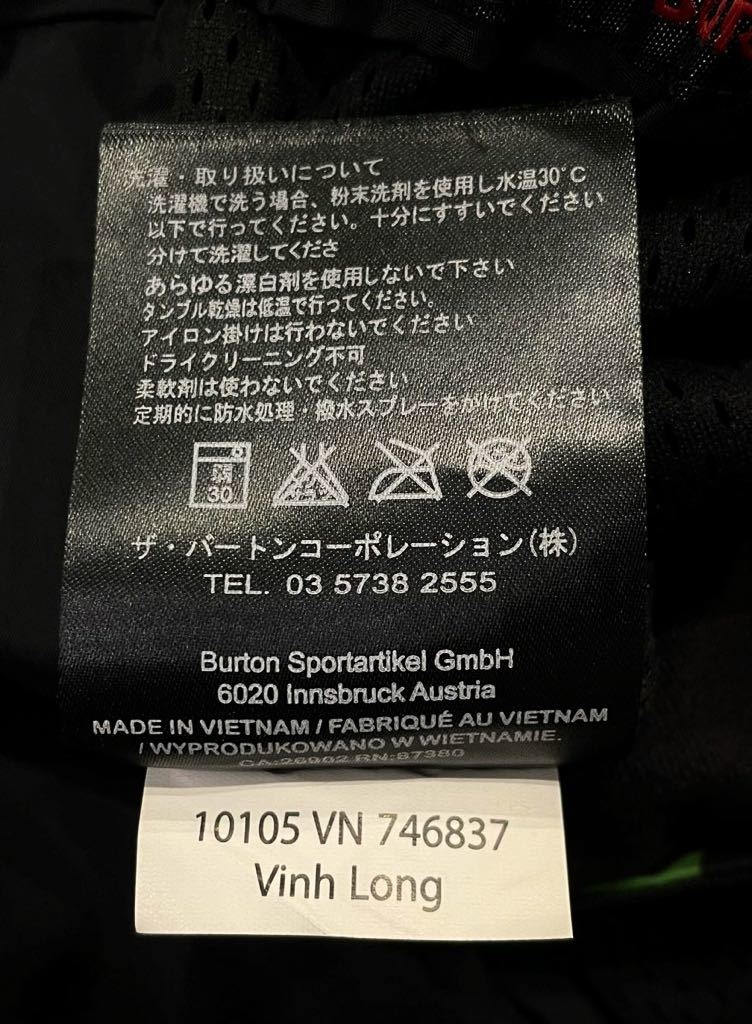 洗濯・取り扱いについて
洗濯機で洗う場合、粉末洗剤を使用し水温30°C
以下で行ってください。十分にすすいでください
分けて洗濯してくださ
あらゆる漂白剤を使用しないで下さい
タンブル乾燥は低温で行ってください。
アイロン掛けは行わないでください
ドライクリーニング不可
柔軟剤は使わないでください
定期的に防水処理・撥水スプレーをかけてください
弱
30
ザ・バートンコーポレーション(株)
TEL. 03 5738 2555
Burton Sportartikel GmbH
6020 Innsbruck Austria
MADE IN VIETNAM / FABRIQUÉ AU VIETNAM
/ WYPRODUKOWANO W WIETNAMIE.
CA:26902 RN:87380
10105 VN 746837
Vinh Long